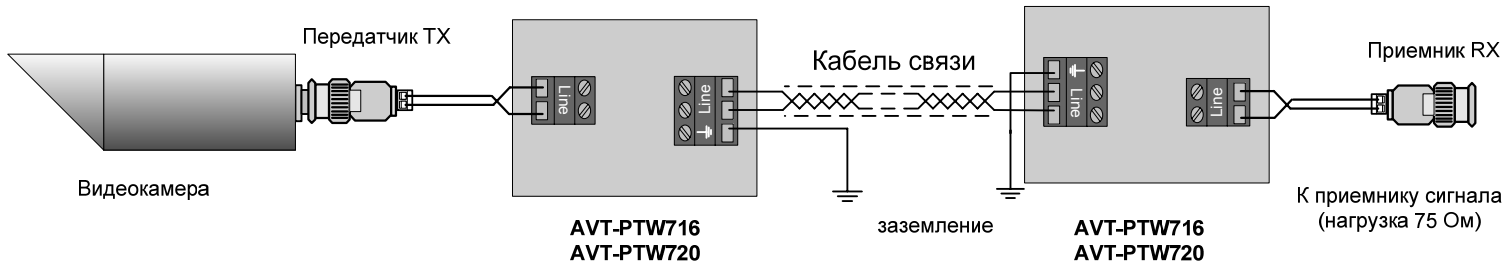 Передатчик TX
Видеокамера
Line
Line
AVT-PTW716
AVT-PTW720
Кабель связи
заземление
Line
Line
AVT-PTW716
AVT-PTW720
Приемник RX
К приемнику сигнала
(нагрузка 75 Ом)